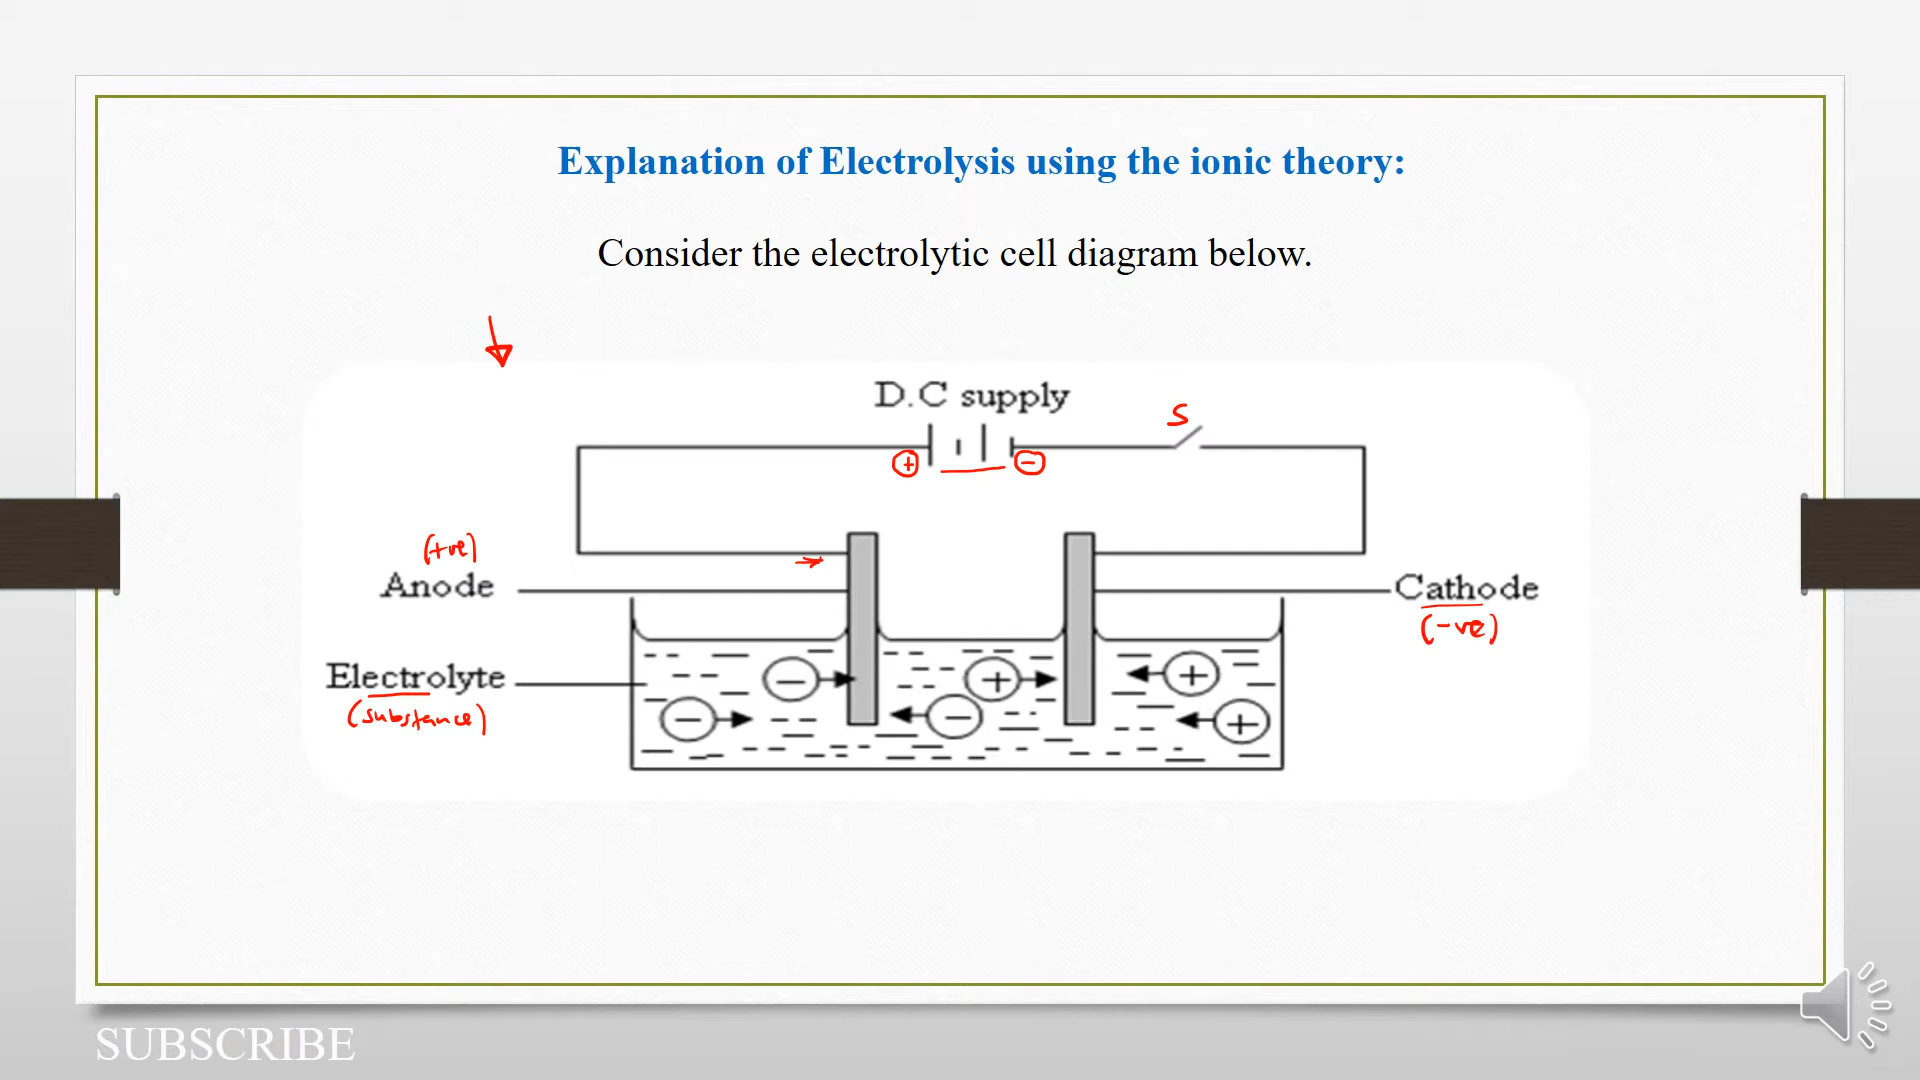 Explanation of Electrolysis using the ionic theory:
Consider the electrolytic cell diagram below.
D.C supply
S
+
−
(+ve)
Anode
Cathode
(-ve)
Electrolyte
(substance)
− + +
− − +
SUBSCRIBE